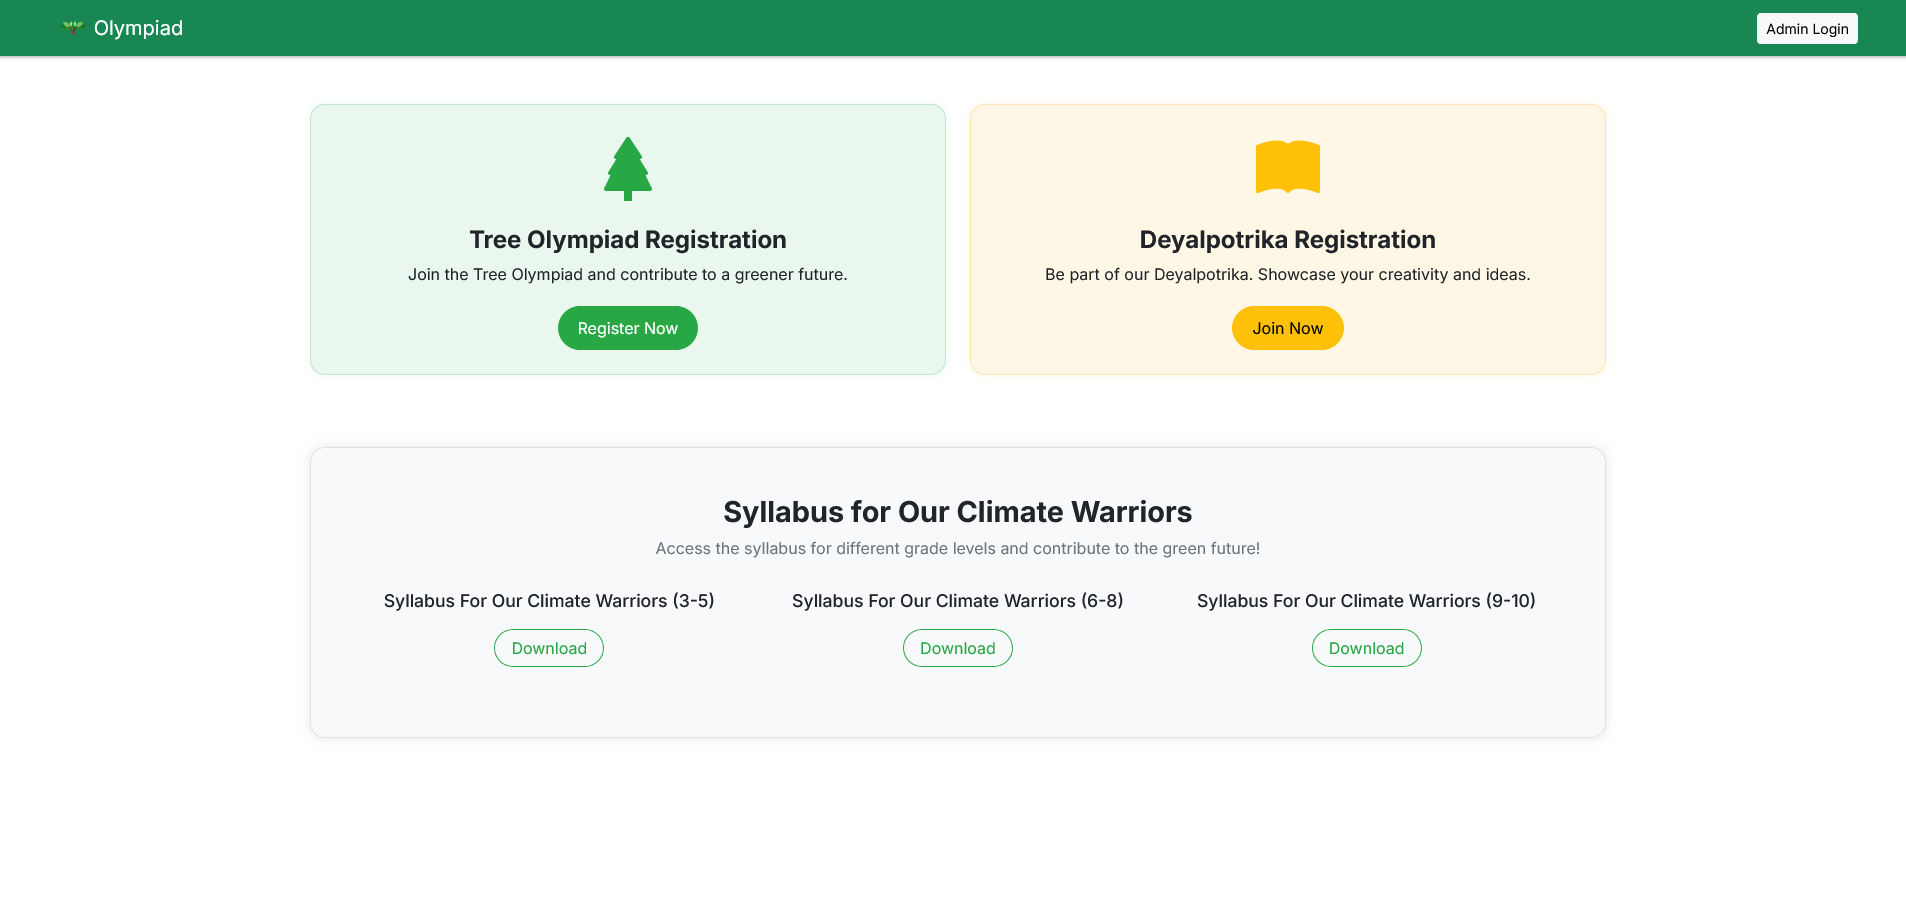 Olympiad
Admin Login
Tree Olympiad Registration
Join the Tree Olympiad and contribute to a greener future.
Register Now
Deyalpotrika Registration
Be part of our Deyalpotrika. Showcase your creativity and ideas.
Join Now
Syllabus for Our Climate Warriors
Access the syllabus for different grade levels and contribute to the green future!
Syllabus For Our Climate Warriors (3-5)
Download
Syllabus For Our Climate Warriors (6-8)
Download
Syllabus For Our Climate Warriors (9-10)
Download